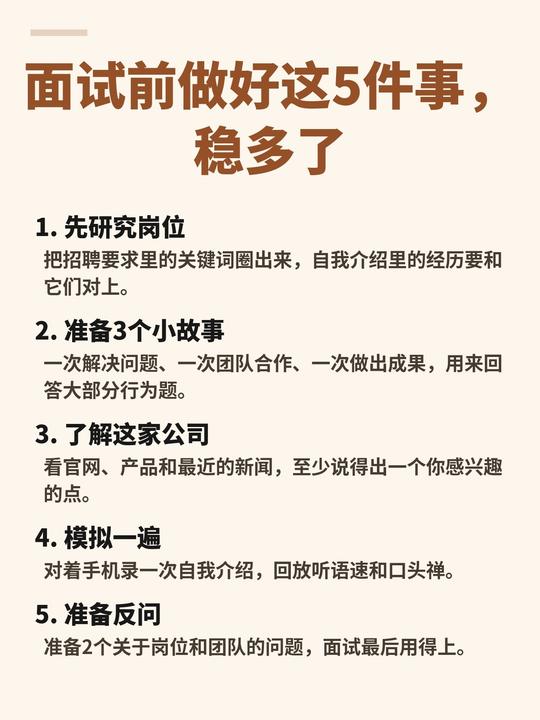 面试前做好这5件事，
稳多了
1. 先研究岗位
把招聘要求里的关键词圈出来，自我介绍里的经历要和
它们对上。
2. 准备3个小故事
一次解决问题、一次团队合作、一次做出成果，用来回
答大部分行为题。
3. 了解这家公司
看官网、产品和最近的新闻，至少说得出一个你感兴趣
的点。
4. 模拟一遍
对着手机录一次自我介绍，回放听语速和口头禅。
5. 准备反问
准备2个关于岗位和团队的问题，面试最后用得上。